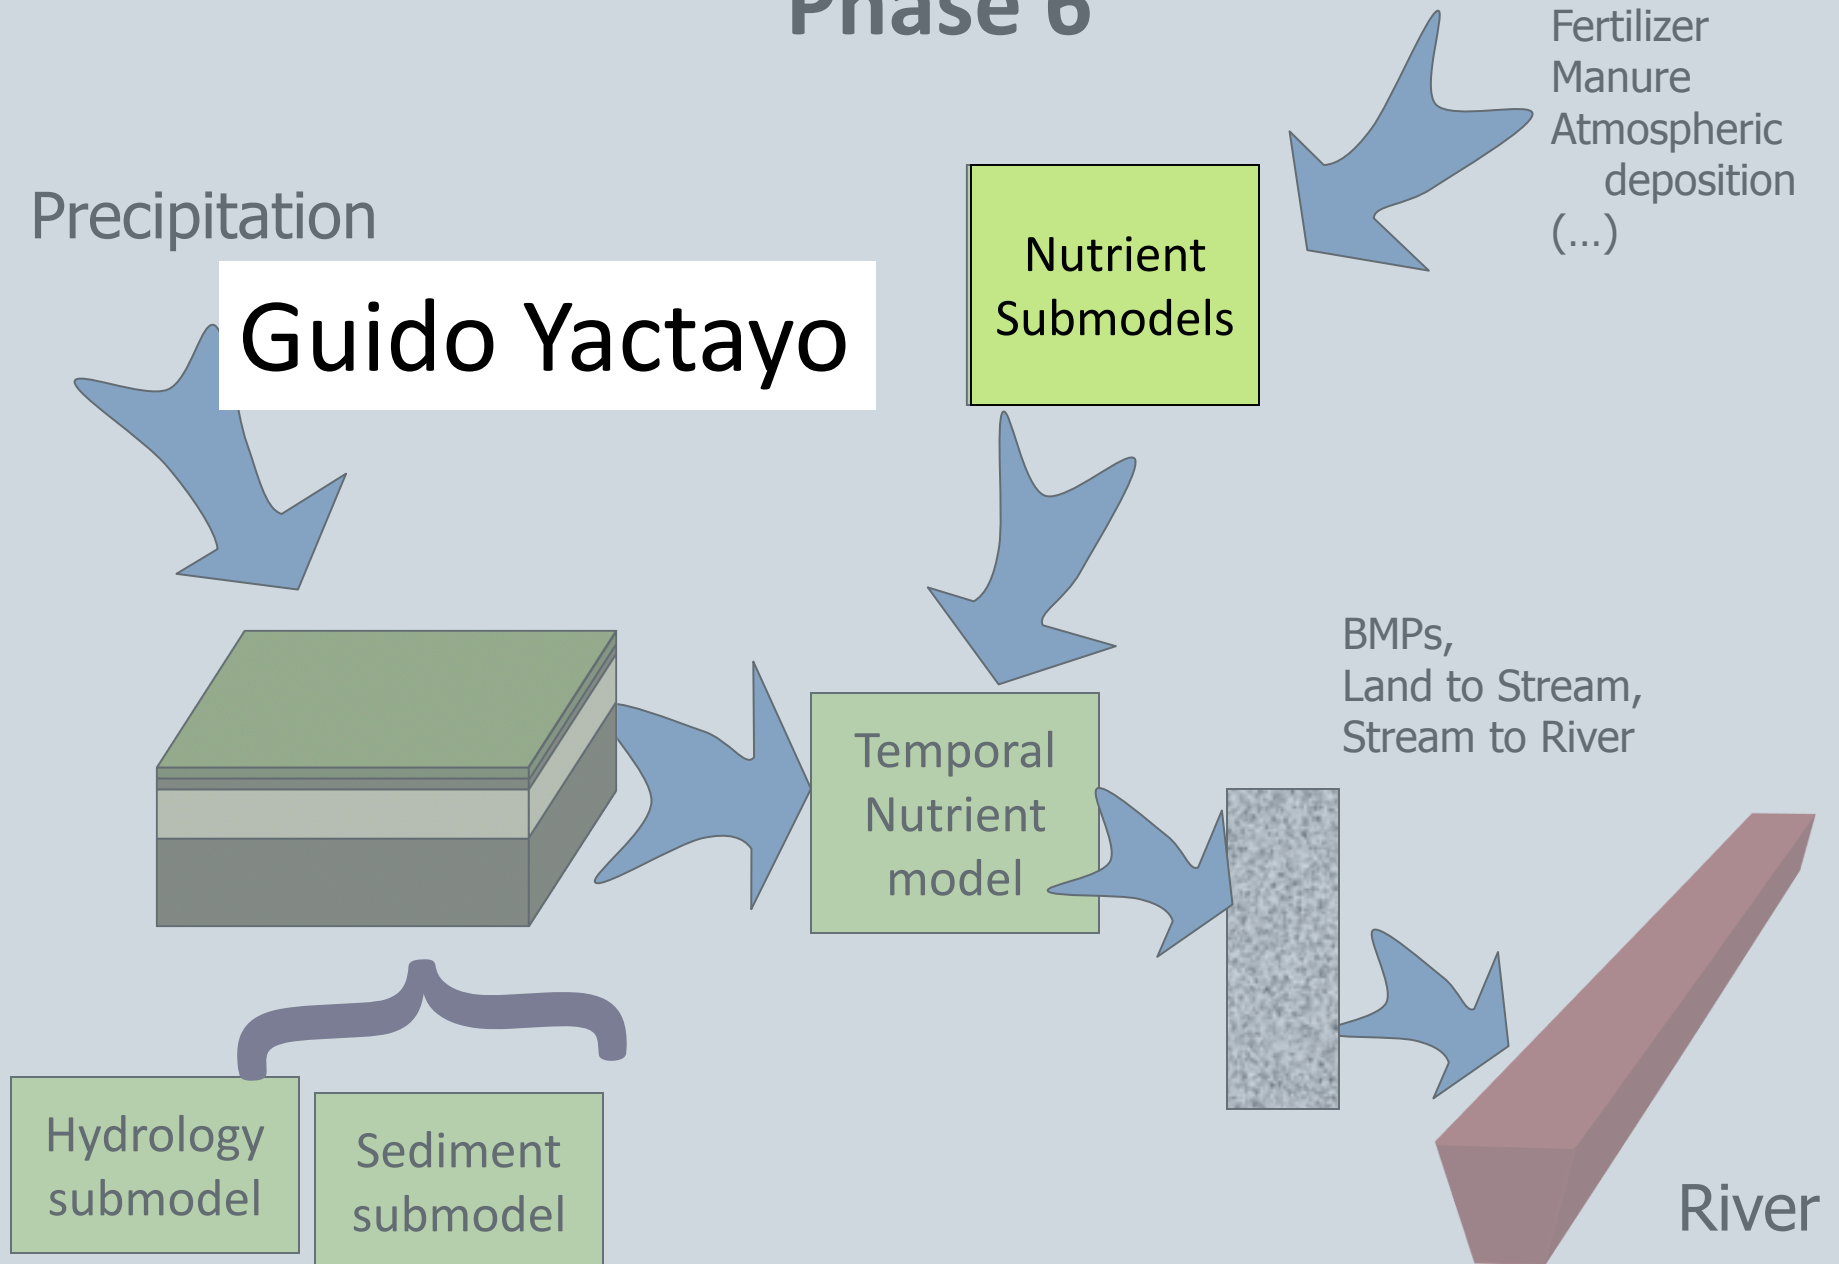 Phase 6
Fertilizer
Manure
Atmospheric
deposition
(...)
Precipitation
Guido Yactayo
Nutrient
Submodels
BMPs,
Land to Stream,
Stream to River
Temporal
Nutrient
model
Hydrology
submodel
Sediment
submodel
River